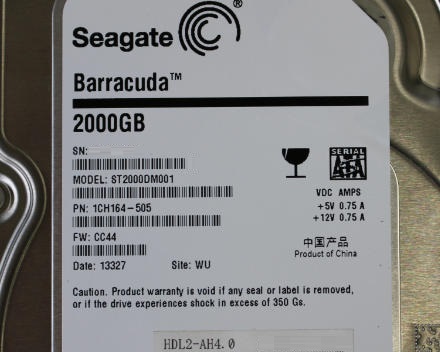 Seagate ®
Barracuda™
2000GB
SN:
MODEL: ST2000DM001
PN: 1CH164-505
FW: CC44
Date: 13327 Site: WU
SERIAL
ATA
VDC AMPS
+5V 0.75 A
+12V 0.75 A
中国产品
Product of China
Caution. Product warranty is void if any seal or label is removed,
or if the drive experiences shock in excess of 350 Gs.
HDL2-AH4.0